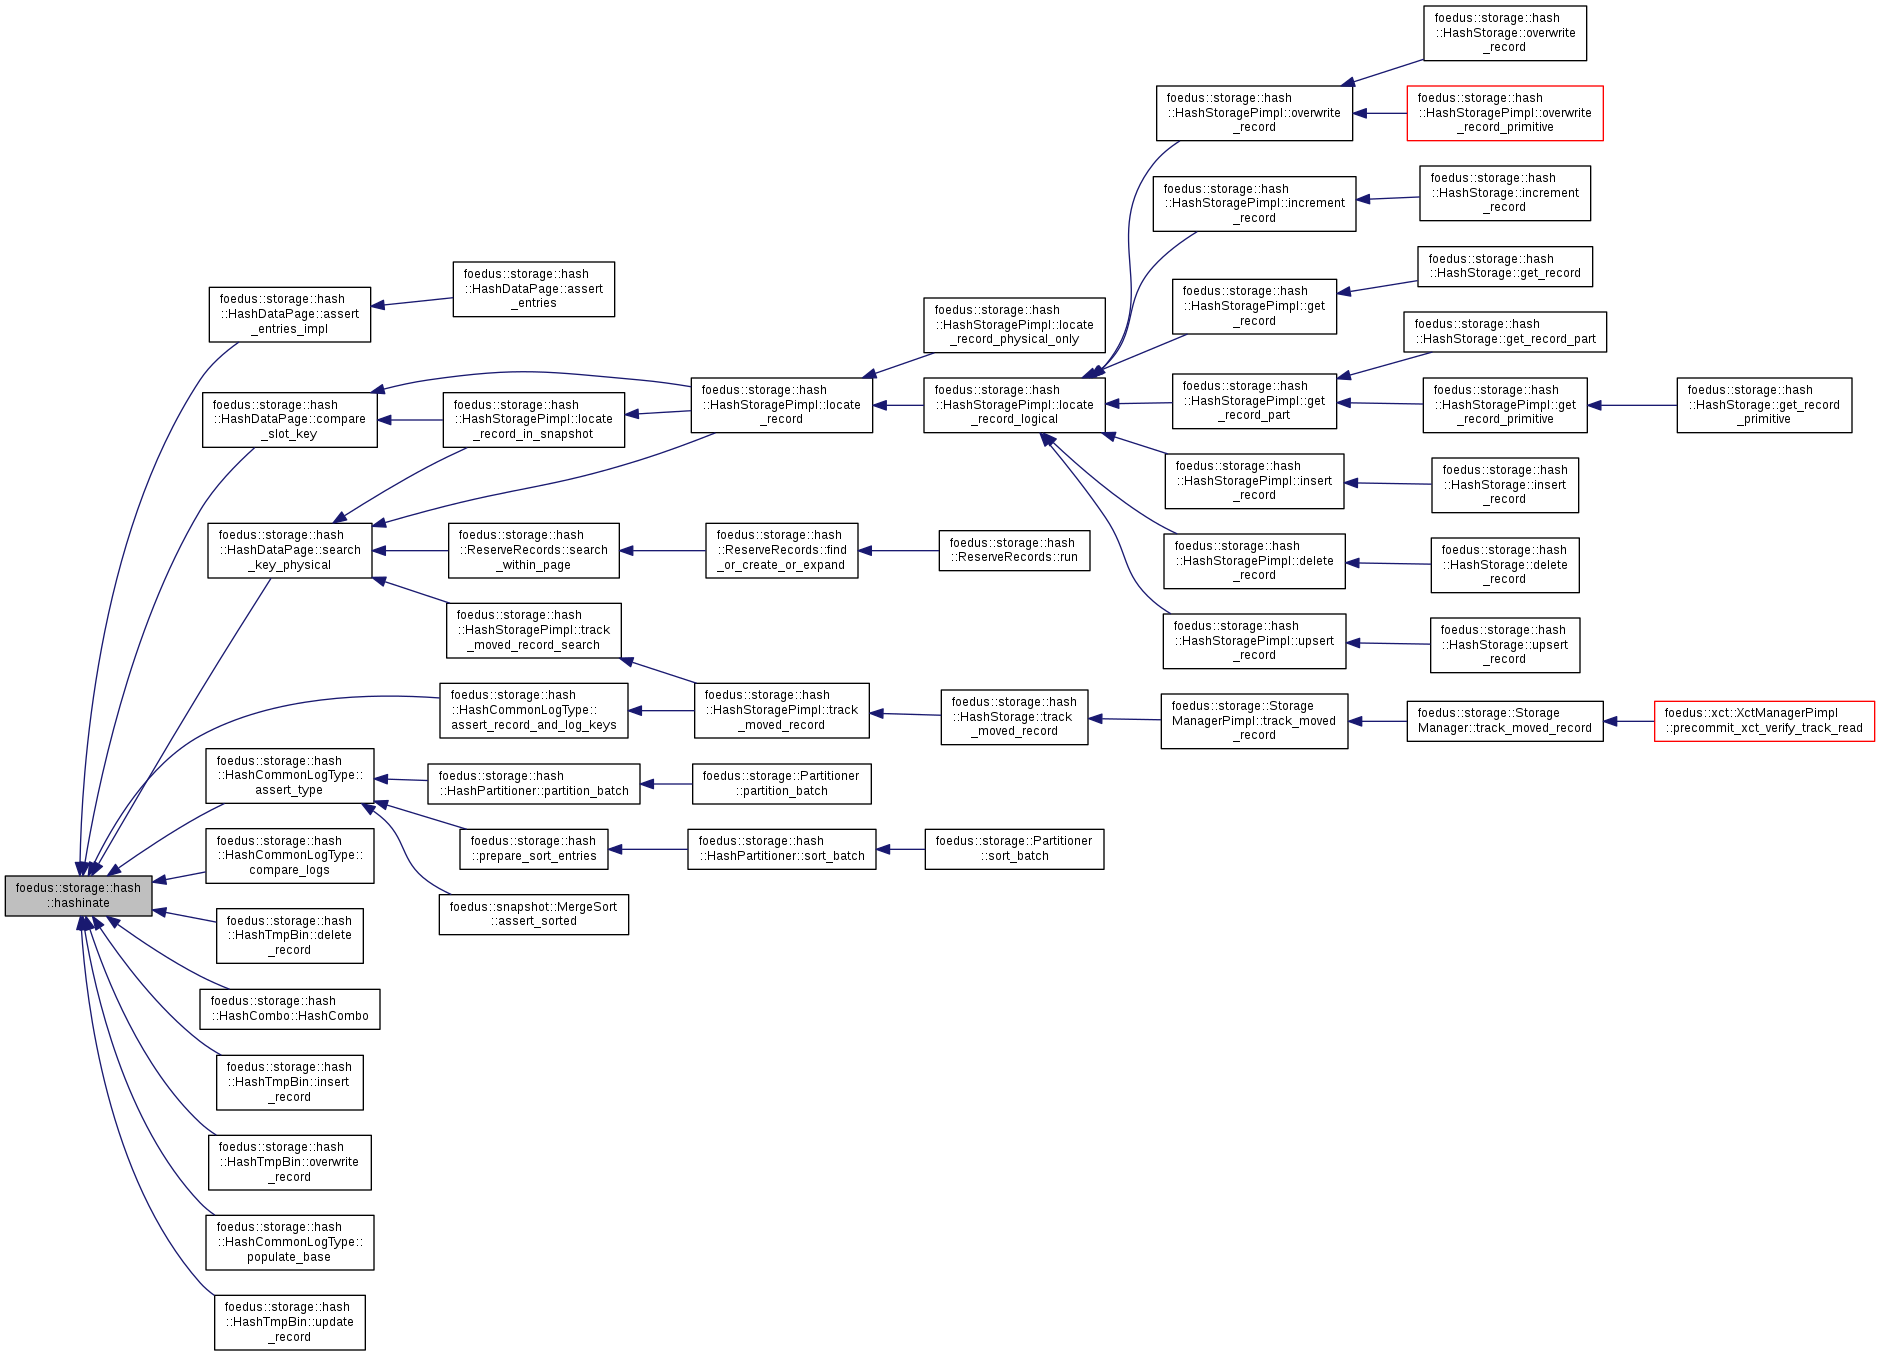 foedus::storage::hash
::hashinate
foedus::storage::hash
::HashDataPage::assert
_entries_impl
foedus::storage::hash
::HashDataPage::assert
_entries
foedus::storage::hash
::HashDataPage::compare
_slot_key
foedus::storage::hash
::HashStoragePimpl::locate
_record_in_snapshot
foedus::storage::hash
::HashStoragePimpl::locate
_record
foedus::storage::hash
::HashStoragePimpl::locate
_record_physical_only
foedus::storage::hash
::HashStoragePimpl::locate
_record_logical
foedus::storage::hash
::HashStoragePimpl::overwrite
_record
foedus::storage::hash
::HashStorage::overwrite
_record
foedus::storage::hash
::HashStoragePimpl::overwrite
_record_primitive
foedus::storage::hash
::HashStoragePimpl::increment
_record
foedus::storage::hash
::HashStorage::increment
_record
foedus::storage::hash
::HashStoragePimpl::get
_record
foedus::storage::hash
::HashStorage::get_record
foedus::storage::hash
::HashStoragePimpl::get
_record_part
foedus::storage::hash
::HashStorage::get_record_part
foedus::storage::hash
::HashStoragePimpl::get
_record_primitive
foedus::storage::hash
::HashStorage::get_record
_primitive
foedus::storage::hash
::HashStoragePimpl::insert
_record
foedus::storage::hash
::HashStorage::insert
_record
foedus::storage::hash
::HashStoragePimpl::delete
_record
foedus::storage::hash
::HashStorage::delete
_record
foedus::storage::hash
::HashStoragePimpl::upsert
_record
foedus::storage::hash
::HashStorage::upsert
_record
foedus::storage::hash
::HashDataPage::search
_key_physical
foedus::storage::hash
::ReserveRecords::search
_within_page
foedus::storage::hash
::ReserveRecords::find
_or_create_or_expand
foedus::storage::hash
::ReserveRecords::run
foedus::storage::hash
::HashStoragePimpl::track
_moved_record_search
foedus::storage::hash
::HashCommonLogType::
assert_record_and_log_keys
foedus::storage::hash
::HashStoragePimpl::track
_moved_record
foedus::storage::hash
::HashStorage::track
_moved_record
foedus::storage::Storage
ManagerPimpl::track_moved
_record
foedus::storage::Storage
Manager::track_moved_record
foedus::xct::XctManagerPimpl
::precommit_xct_verify_track_read
foedus::storage::hash
::HashCommonLogType::
assert_type
foedus::storage::hash
::HashPartitioner::partition_batch
foedus::storage::Partitioner
::partition_batch
foedus::storage::hash
::prepare_sort_entries
foedus::storage::hash
::HashPartitioner::sort_batch
foedus::storage::Partitioner
::sort_batch
foedus::snapshot::MergeSort
::assert_sorted
foedus::storage::hash
::HashCommonLogType::
compare_logs
foedus::storage::hash
::HashTmpBin::delete
_record
foedus::storage::hash
::HashCombo::HashCombo
foedus::storage::hash
::HashTmpBin::insert
_record
foedus::storage::hash
::HashTmpBin::overwrite
_record
foedus::storage::hash
::HashCommonLogType::
populate_base
foedus::storage::hash
::HashTmpBin::update
_record